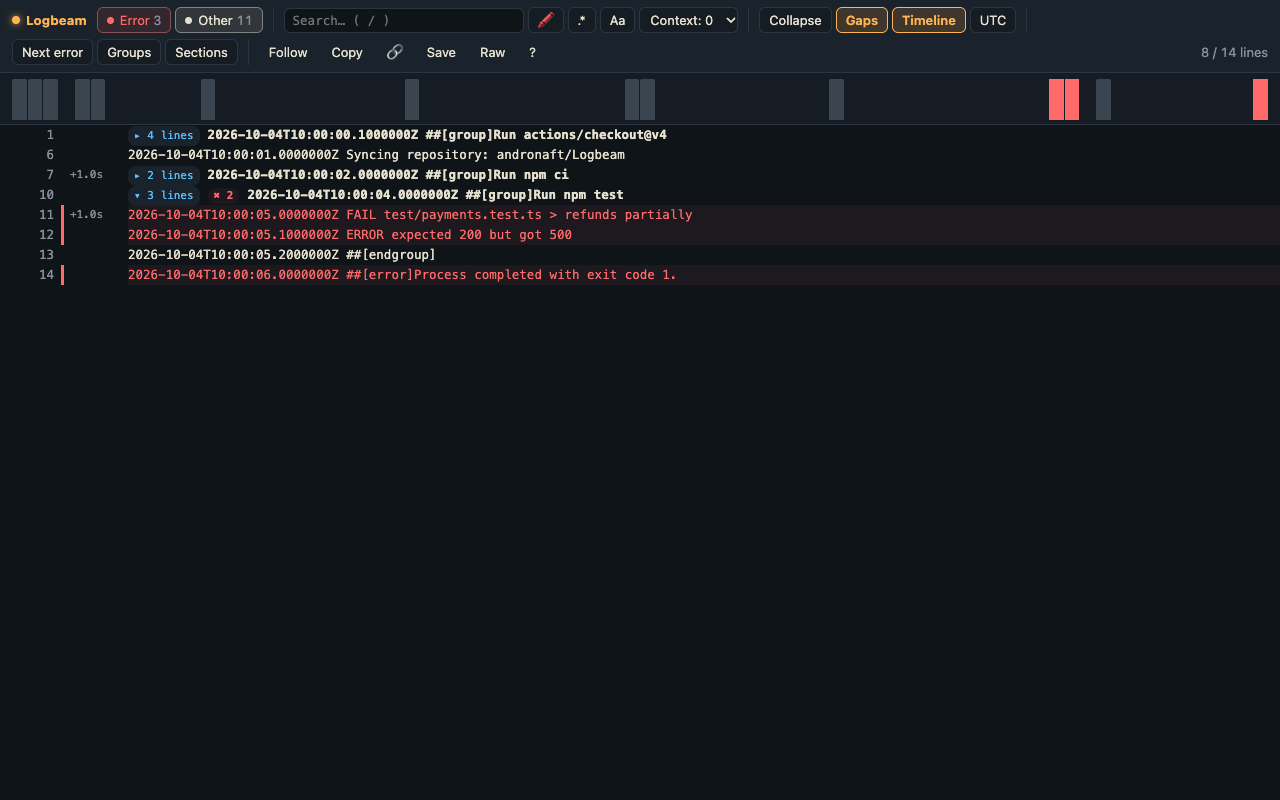 Logbeam Error 3 Other 11 Search… ( / ) .* Aa Context: 0 Collapse Gaps Timeline UTC
Next error Groups Sections Follow Copy Save Raw ? 8 / 14 lines
1 ▸ 4 lines 2026-10-04T10:00:00.1000000Z ##[group]Run actions/checkout@v4
6 2026-10-04T10:00:01.0000000Z Syncing repository: andronaft/Logbeam
7 +1.0s ▸ 2 lines 2026-10-04T10:00:02.0000000Z ##[group]Run npm ci
10 ▾ 3 lines ✖ 2 2026-10-04T10:00:04.0000000Z ##[group]Run npm test
11 +1.0s 2026-10-04T10:00:05.0000000Z FAIL test/payments.test.ts > refunds partially
12 2026-10-04T10:00:05.1000000Z ERROR expected 200 but got 500
13 2026-10-04T10:00:05.2000000Z ##[endgroup]
14 2026-10-04T10:00:06.0000000Z ##[error]Process completed with exit code 1.